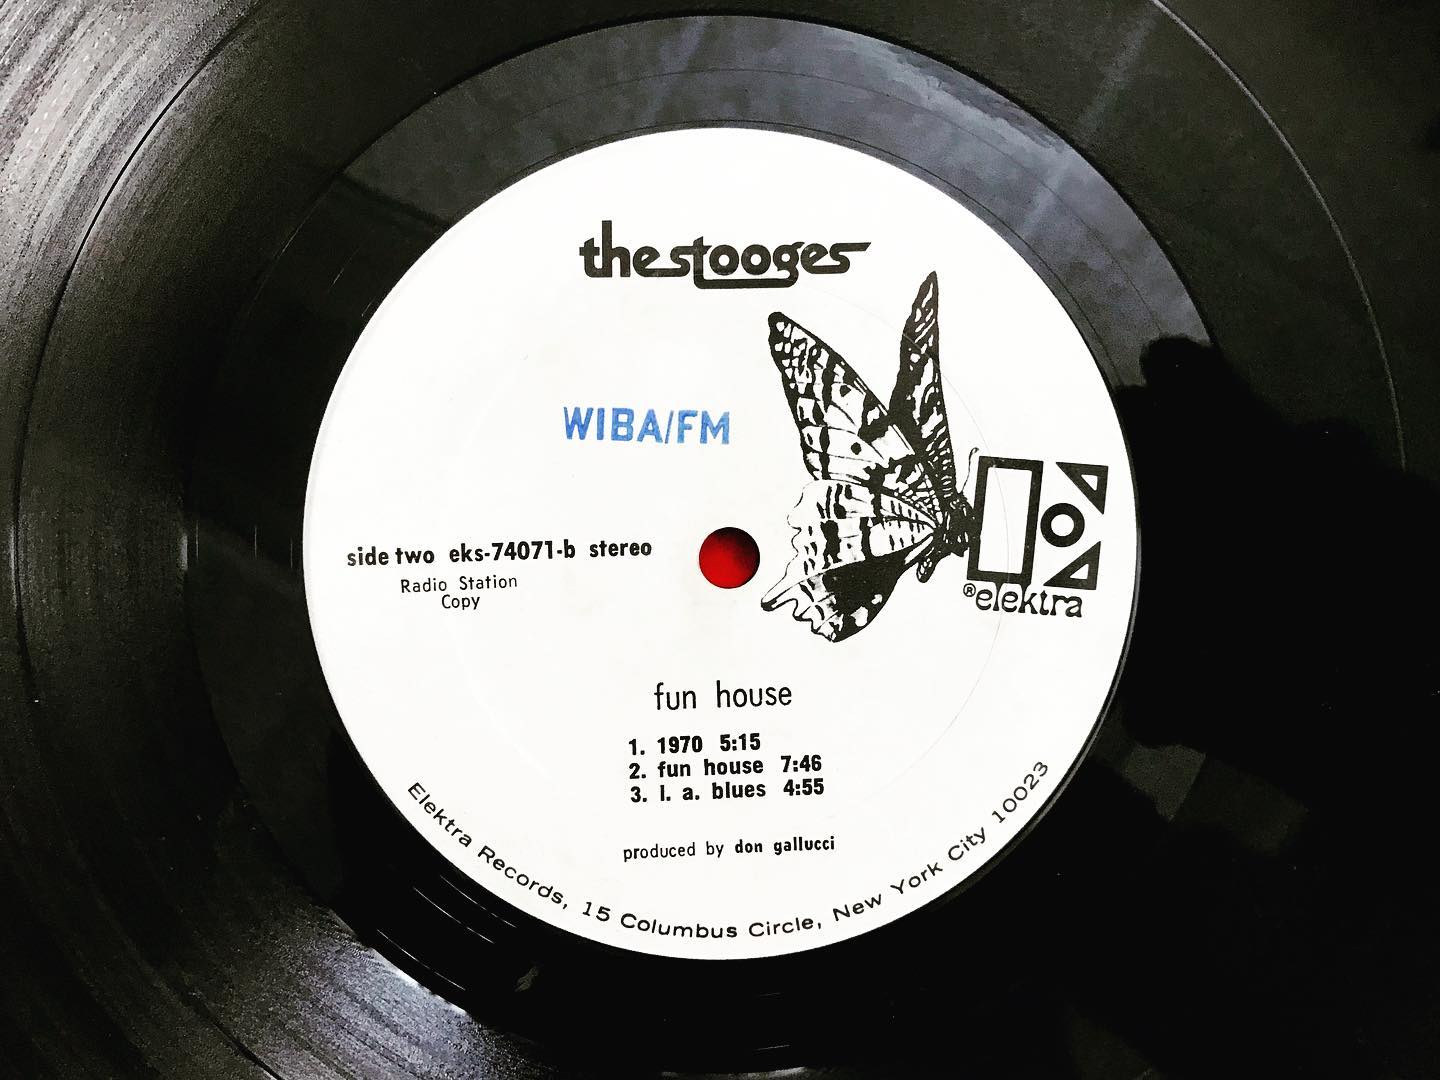 the stooges
WIBA/FM
side two eks-74071-b stereo
Radio Station
Copy
®elektra
fun house
1. 1970 5:15
2. fun house 7:46
3. l. a. blues 4:55
produced by don gallucci
Elektra Records, 15 Columbus Circle, New York City 10023